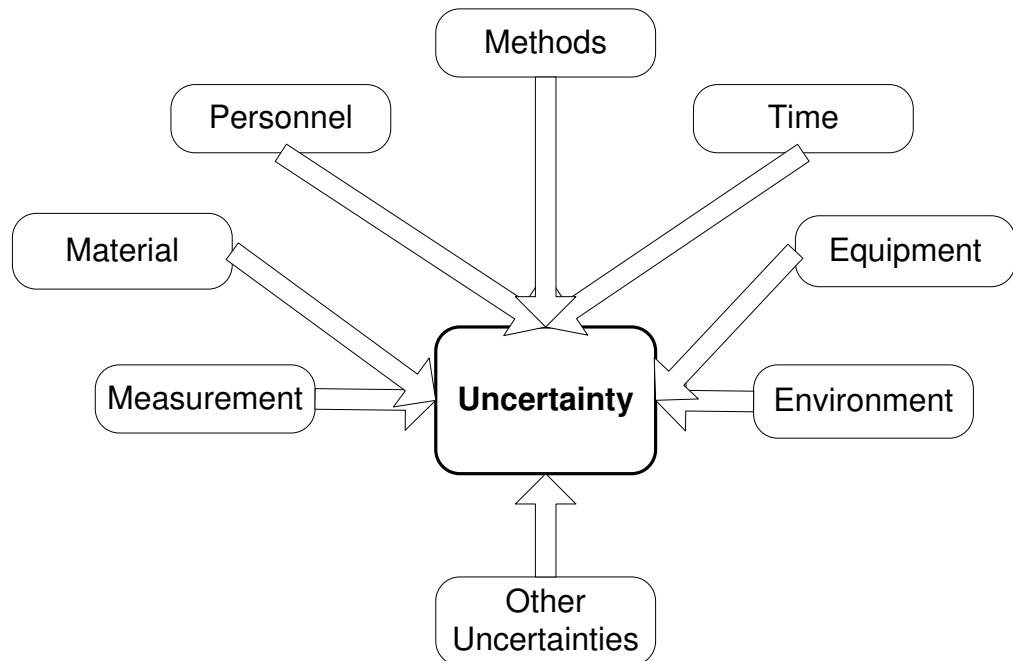 Methods
Personnel
Time
Material
Equipment
Measurement
Uncertainty
Environment
Other
Uncertainties